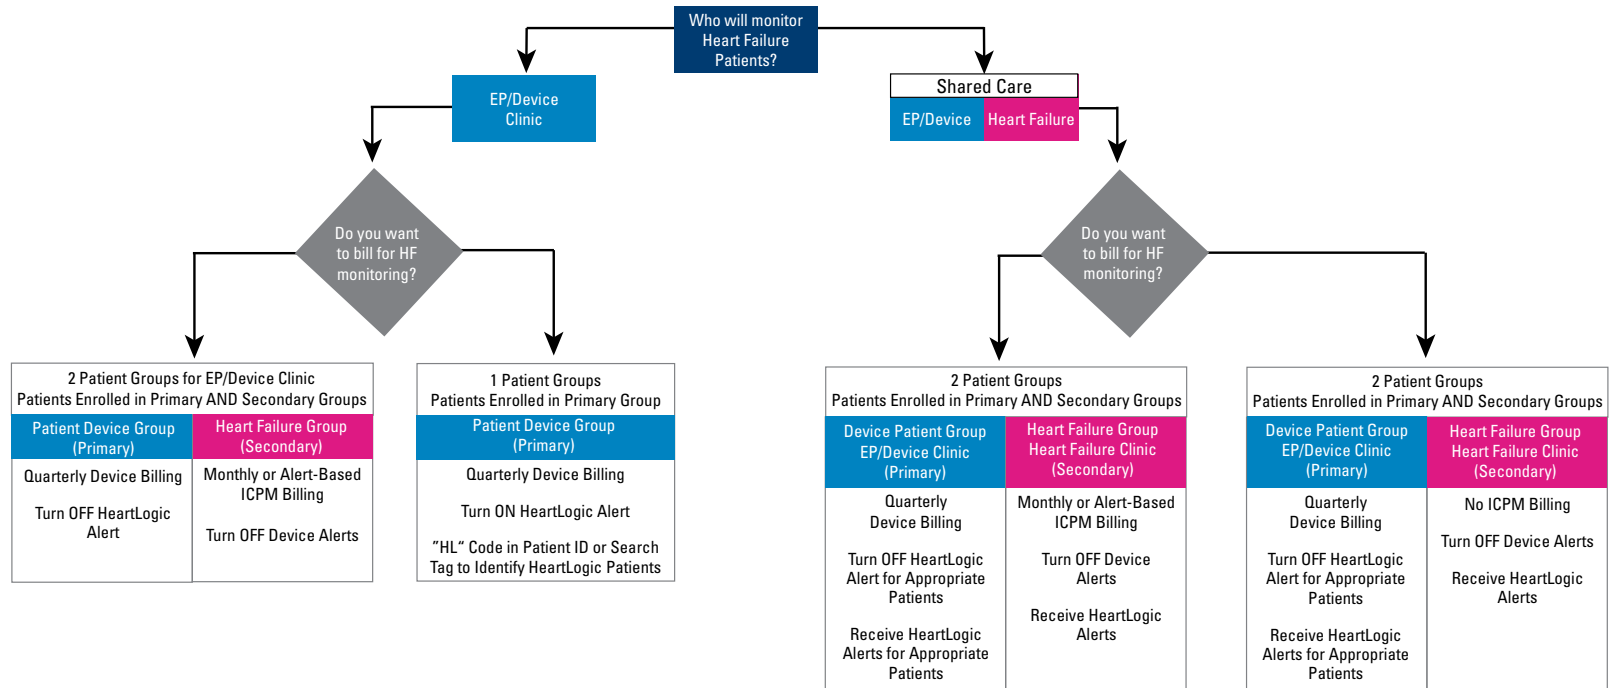 Who will monitor
Heart Failure
Patients?
EP/Device
Clinic
Shared Care
EP/Device
Heart Failure
Do you want
to bill for HF
monitoring?
Do you want
to bill for HF
monitoring?
2 Patient Groups for EP/Device Clinic
Patients Enrolled in Primary AND Secondary Groups
Patient Device Group
(Primary)
Quarterly Device Billing
Turn OFF HeartLogic
Alert
Heart Failure Group
(Secondary)
Monthly or Alert-Based
ICPM Billing
Turn OFF Device Alerts
1 Patient Groups
Patients Enrolled in Primary Group
Patient Device Group
(Primary)
Quarterly Device Billing
Turn ON HeartLogic Alert
”HL“ Code in Patient ID or Search
Tag to Identify HeartLogic Patients
2 Patient Groups
Patients Enrolled in Primary AND Secondary Groups
Device Patient Group
EP/Device Clinic
(Primary)
Quarterly
Device Billing
Turn OFF HeartLogic
Alert for Appropriate
Patients
Receive HeartLogic
Alerts for Appropriate
Patients
Heart Failure Group
Heart Failure Clinic
(Secondary)
Monthly or Alert-Based
ICPM Billing
Turn OFF Device
Alerts
Receive HeartLogic
Alerts
2 Patient Groups
Patients Enrolled in Primary AND Secondary Groups
Device Patient Group
EP/Device Clinic
(Primary)
Quarterly
Device Billing
Turn OFF HeartLogic
Alert for Appropriate
Patients
Receive HeartLogic
Alerts for Appropriate
Patients
Heart Failure Group
Heart Failure Clinic
(Secondary)
No ICPM Billing
Turn OFF Device Alerts
Receive HeartLogic
Alerts